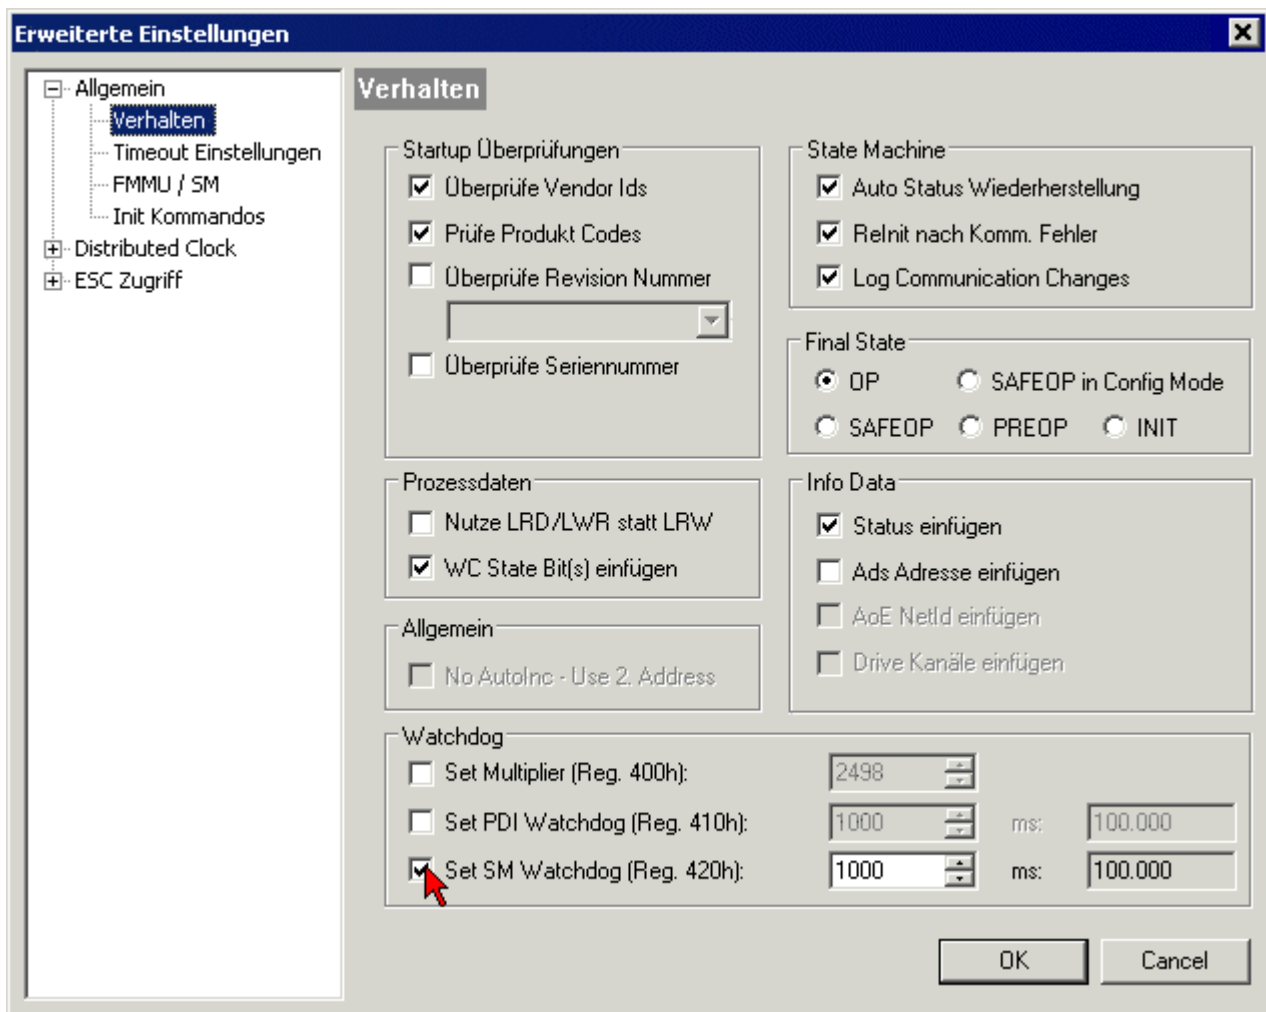 Erweiterte Einstellungen
Allgemein
Verhalten
Timeout Einstellungen
FMMU / SM
Init Kommandos
Distributed Clock
ESC Zugriff
Verhalten
Startup Überprüfungen
Überprüfe Vendor Ids
Prüfe Produkt Codes
Überprüfe Revision Nummer
Überprüfe Seriennummer
State Machine
Auto Status Wiederherstellung
ReInit nach Komm. Fehler
Log Communication Changes
Final State
OP SAFEOP in Config Mode
SAFEOP PREOP INIT
Prozessdaten
Nutze LRD/LWR statt LRW
WC State Bit(s) einfügen
Info Data
Status einfügen
Ads Adresse einfügen
AoE NetId einfügen
Drive Kanäle einfügen
Allgemein
No AutoInc - Use 2. Address
Watchdog
Set Multiplier (Reg. 400h): 2498
Set PDI Watchdog (Reg. 410h): 1000 ms: 100.000
Set SM Watchdog (Reg. 420h): 1000 ms: 100.000
OK Cancel